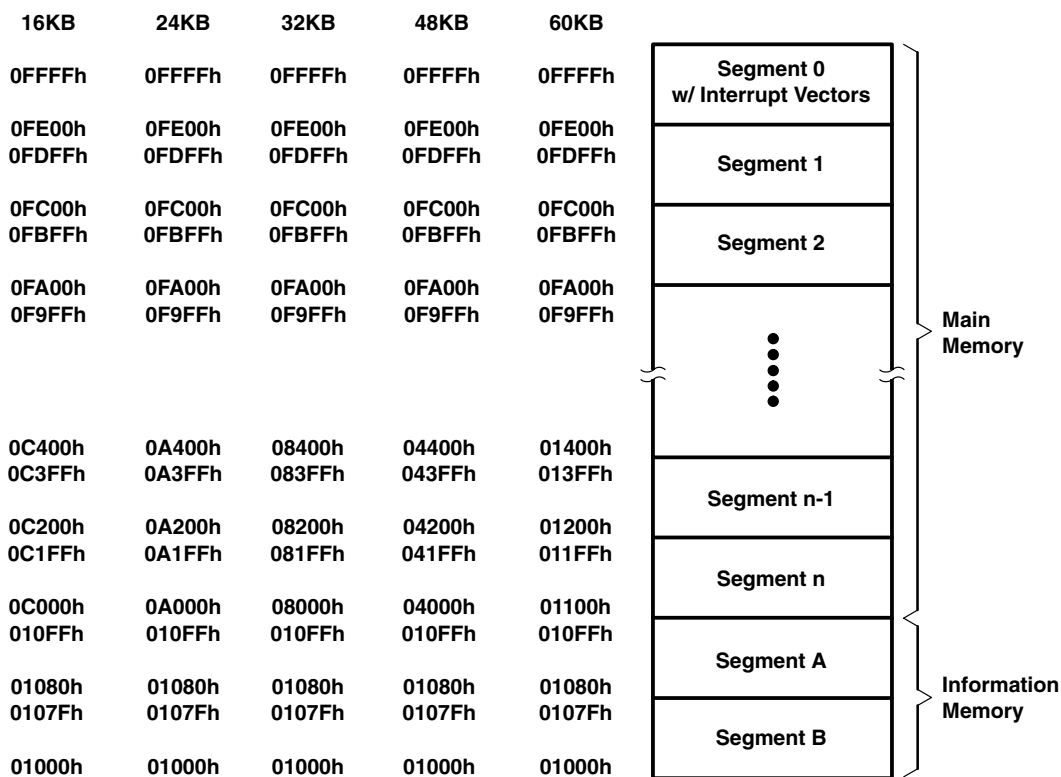 16KB 24KB 32KB 48KB 60KB
0FFFFh 0FFFFh 0FFFFh 0FFFFh 0FFFFh Segment 0
w/ Interrupt Vectors
0FE00h 0FE00h 0FE00h 0FE00h 0FE00h
0FDFFh 0FDFFh 0FDFFh 0FDFFh 0FDFFh
Segment 1
0FC00h 0FC00h 0FC00h 0FC00h 0FC00h
0FBFFh 0FBFFh 0FBFFh 0FBFFh 0FBFFh
Segment 2
0FA00h 0FA00h 0FA00h 0FA00h 0FA00h
0F9FFh 0F9FFh 0F9FFh 0F9FFh 0F9FFh
Main
Memory
0C400h 0A400h 08400h 04400h 01400h
0C3FFh 0A3FFh 083FFh 043FFh 013FFh
Segment n-1
0C200h 0A200h 08200h 04200h 01200h
0C1FFh 0A1FFh 081FFh 041FFh 011FFh
Segment n
0C000h 0A000h 08000h 04000h 01100h
010FFh 010FFh 010FFh 010FFh 010FFh
Segment A
01080h 01080h 01080h 01080h 01080h
0107Fh 0107Fh 0107Fh 0107Fh 0107Fh
Information
Memory
Segment B
01000h 01000h 01000h 01000h 01000h